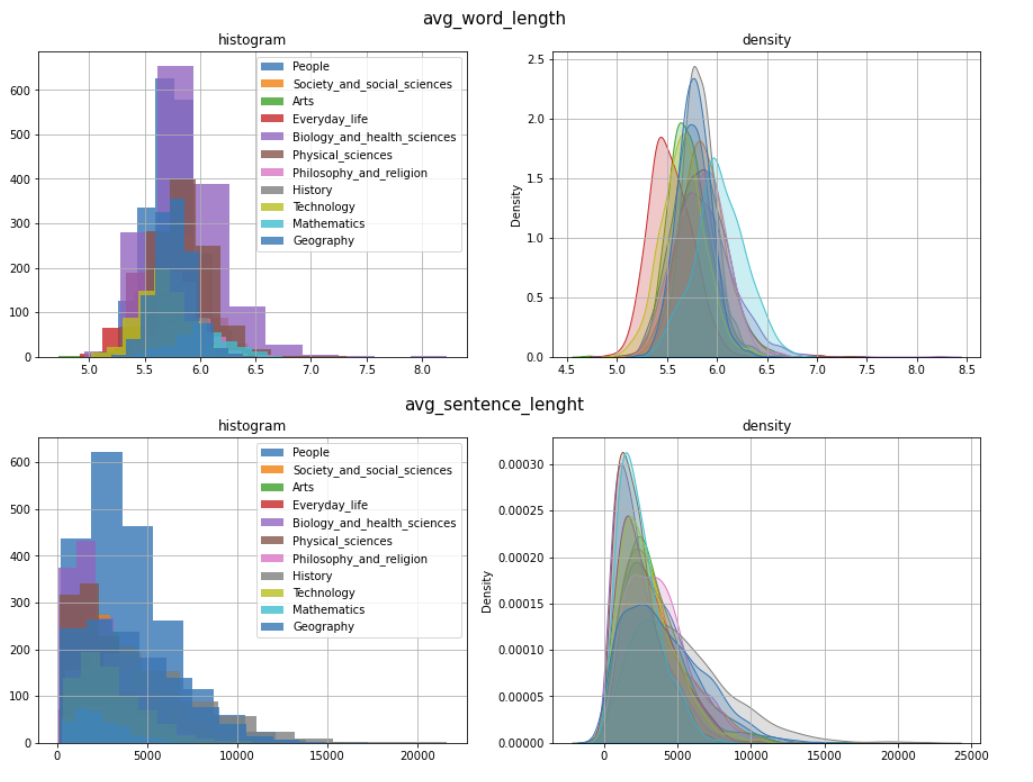 avg_word_length
histogram
density
600
500
400
300
200
100
0
5.0 5.5 6.0 6.5 7.0 7.5 8.0
People
Society_and_social_sciences
Arts
Everyday_life
Biology_and_health_sciences
Physical_sciences
Philosophy_and_religion
History
Technology
Mathematics
Geography
Density
2.5
2.0
1.5
1.0
0.5
0.0
4.5 5.0 5.5 6.0 6.5 7.0 7.5 8.0 8.5
avg_sentence_lenght
histogram
density
600
500
400
300
200
100
0
0 5000 10000 15000 20000
People
Society_and_social_sciences
Arts
Everyday_life
Biology_and_health_sciences
Physical_sciences
Philosophy_and_religion
History
Technology
Mathematics
Geography
Density
0.00030
0.00025
0.00020
0.00015
0.00010
0.00005
0.00000
0 5000 10000 15000 20000 25000